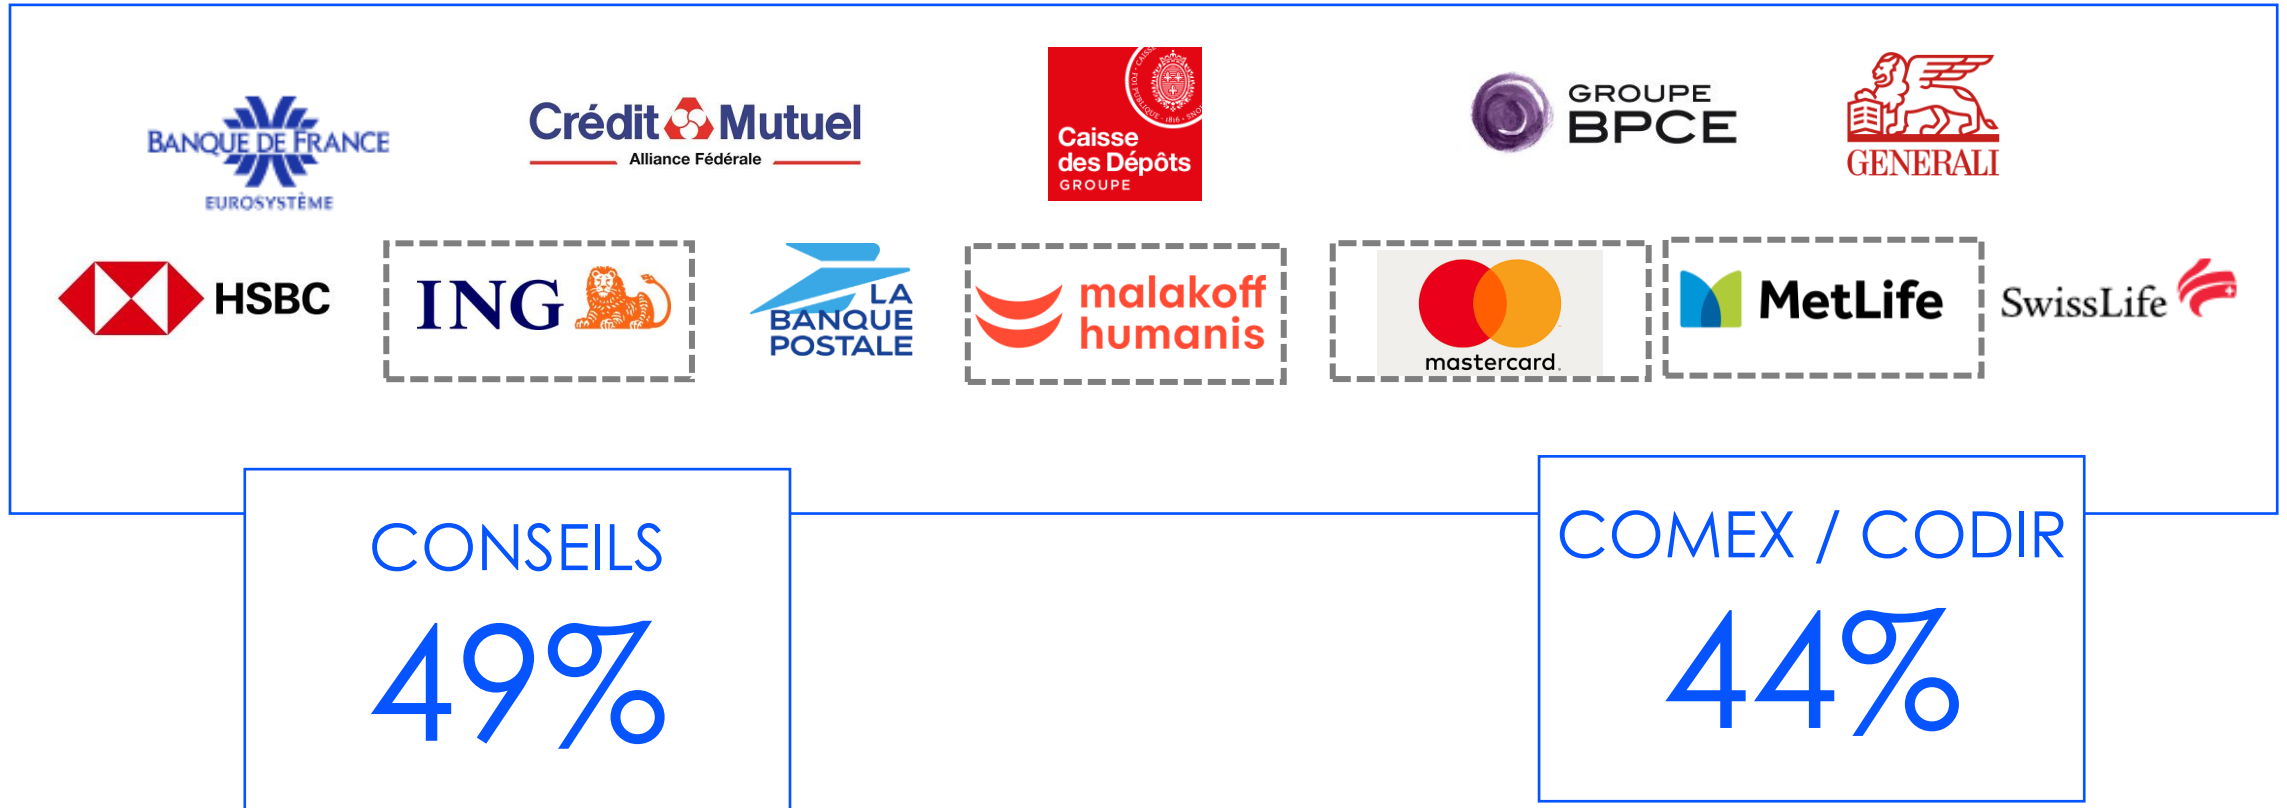 BANQUE DE FRANCE
EUROSYSTÈME
Crédit Mutuel
Alliance Fédérale
Caisse
des Dépôts
GROUPE
GROUPE
BPCE
GENERALI
HSBC
ING
LA
BANQUE
POSTALE
malakoff
humanis
mastercard.
MetLife
SwissLife
CONSEILS
49%
COMEX / CODIR
44%